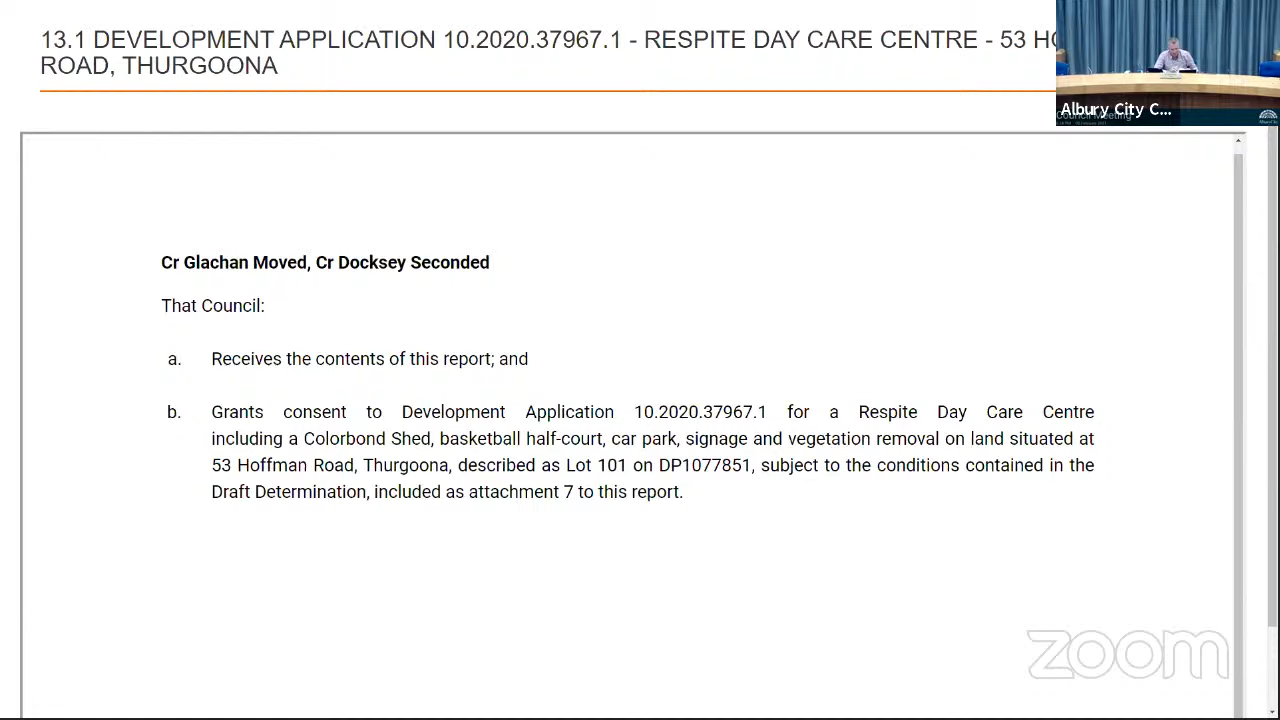 13.1 DEVELOPMENT APPLICATION 10.2020.37967.1 - RESPITE DAY CARE CENTRE - 53 HO
ROAD, THURGOONA
Albury City C...
Council Meeting
Cr Glachan Moved, Cr Docksey Seconded
That Council:
a. Receives the contents of this report; and
b. Grants consent to Development Application 10.2020.37967.1 for a Respite Day Care Centre
including a Colorbond Shed, basketball half-court, car park, signage and vegetation removal on land situated at
53 Hoffman Road, Thurgoona, described as Lot 101 on DP1077851, subject to the conditions contained in the
Draft Determination, included as attachment 7 to this report.
zoom